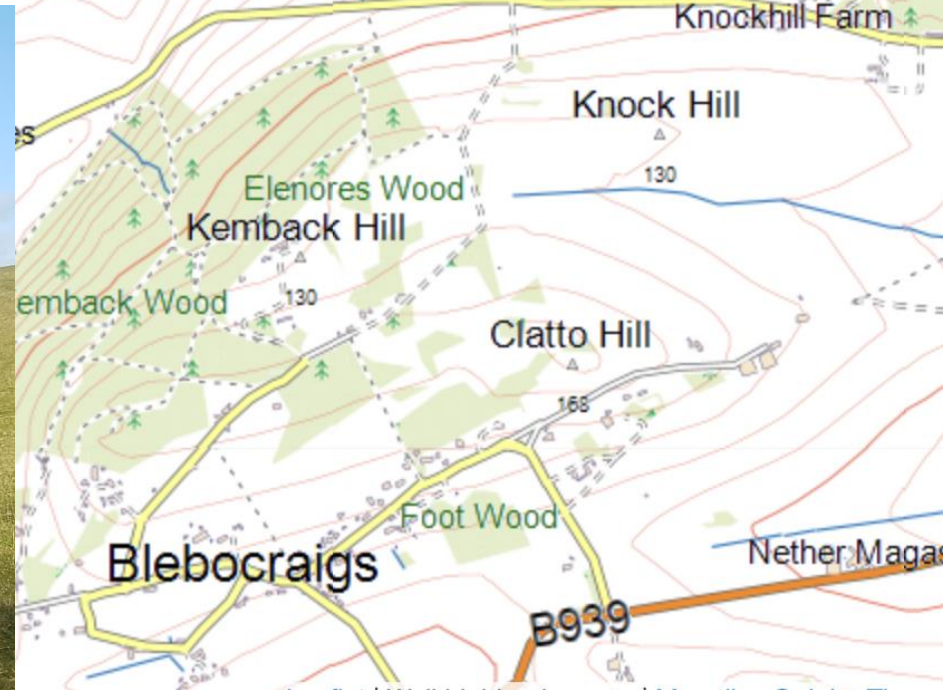 Knockhill Farm
Knock Hill
130
Elenores Wood
Kemback Hill
130
emback Wood
Clatto Hill
168
Foot Wood
Blebocraigs
Nether Magas
B939